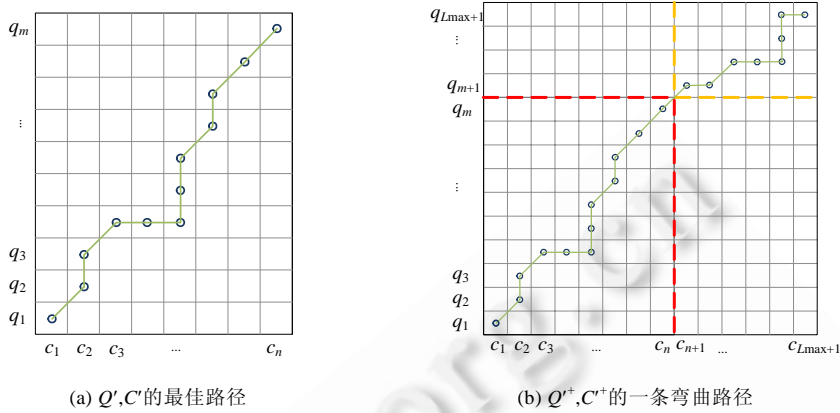 q_m
⋮
q_3
q_2
q_1
c_1 c_2 c_3 ... c_n
(a) Q′,C′的最佳路径
q_{Lmax+1}
⋮
q_{m+1}
q_m
⋮
q_3
q_2
q_1
c_1 c_2 c_3 ... c_n c_{n+1} ... c_{Lmax+1}
(b) Q′⁺,C′⁺的一条弯曲路径
org.cn